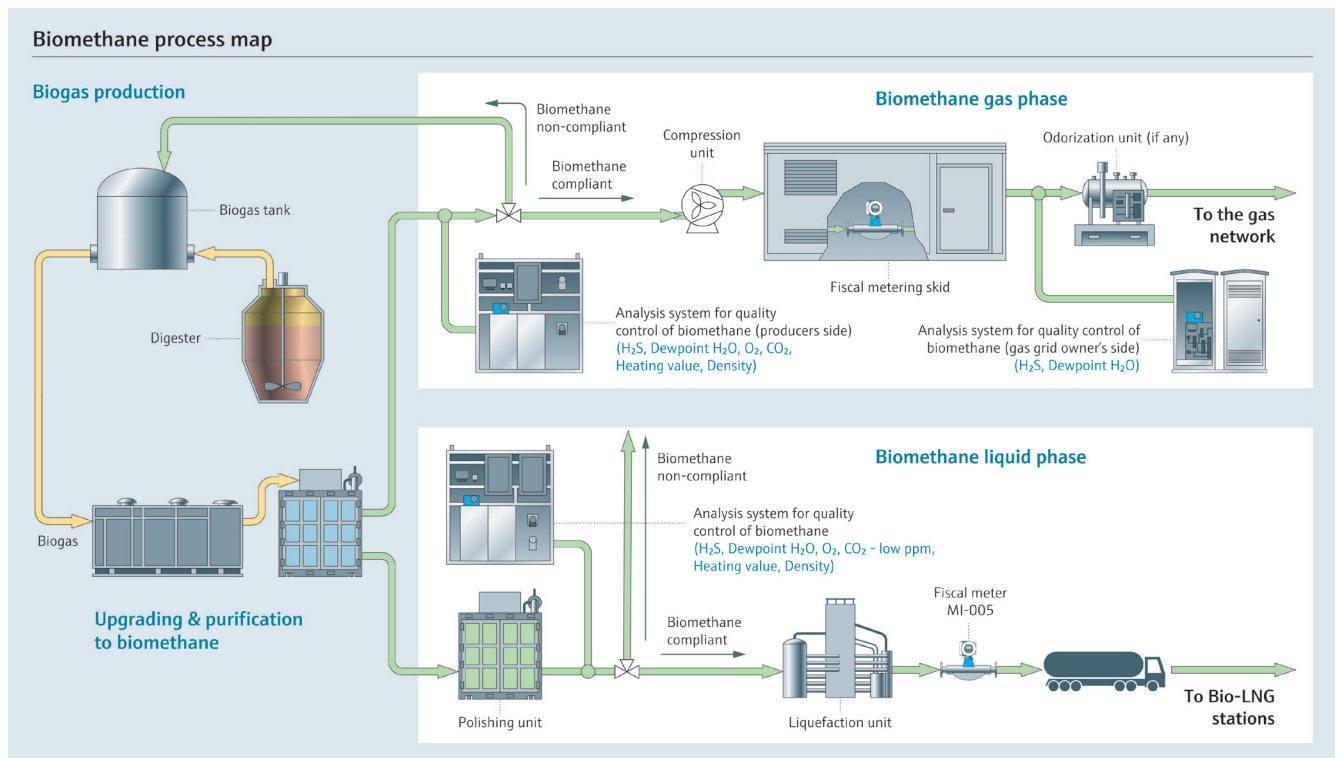 Biomethane process map
Biogas production
Biogas tank
Digester
Biogas
Upgrading & purification
to biomethane
Biomethane gas phase
Biomethane
non-compliant
Biomethane
compliant
Compression
unit
Fiscal metering skid
Odorization unit (if any)
To the gas
network
Analysis system for quality
control of biomethane (producers side)
(H₂S, Dewpoint H₂O, O₂, CO₂,
Heating value, Density)
Analysis system for quality control of
biomethane (gas grid owner's side)
(H₂S, Dewpoint H₂O)
Biomethane liquid phase
Biomethane
non-compliant
Analysis system for quality
control of biomethane
(H₂S, Dewpoint H₂O, O₂, CO₂ - low ppm,
Heating value, Density)
Biomethane
compliant
Polishing unit
Liquefaction unit
Fiscal meter
MI-005
To Bio-LNG
stations